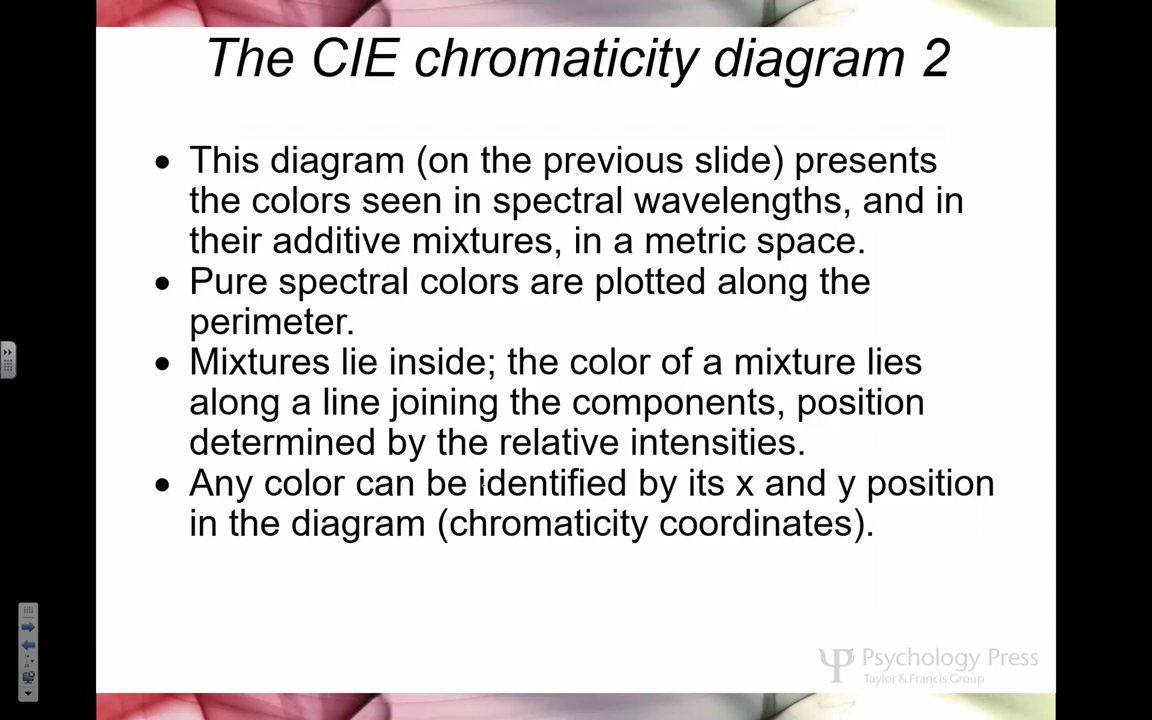 The CIE chromaticity diagram 2
• This diagram (on the previous slide) presents
the colors seen in spectral wavelengths, and in
their additive mixtures, in a metric space.
• Pure spectral colors are plotted along the
perimeter.
• Mixtures lie inside; the color of a mixture lies
along a line joining the components, position
determined by the relative intensities.
• Any color can be identified by its x and y position
in the diagram (chromaticity coordinates).
Psychology Press
Taylor & Francis Group